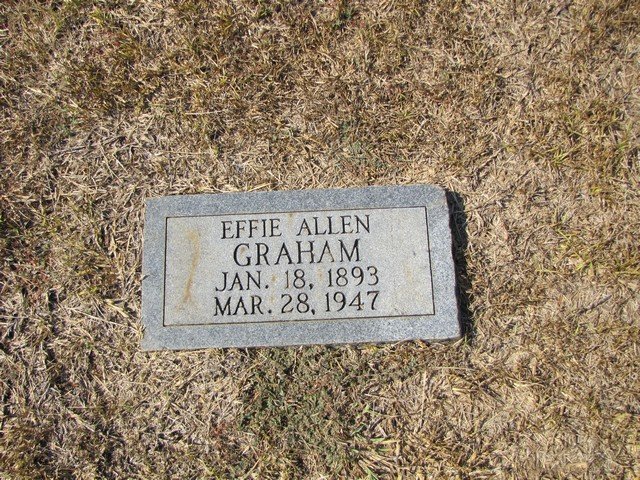 EFFIE ALLEN
GRAHAM
JAN. 18, 1893
MAR. 28, 1947